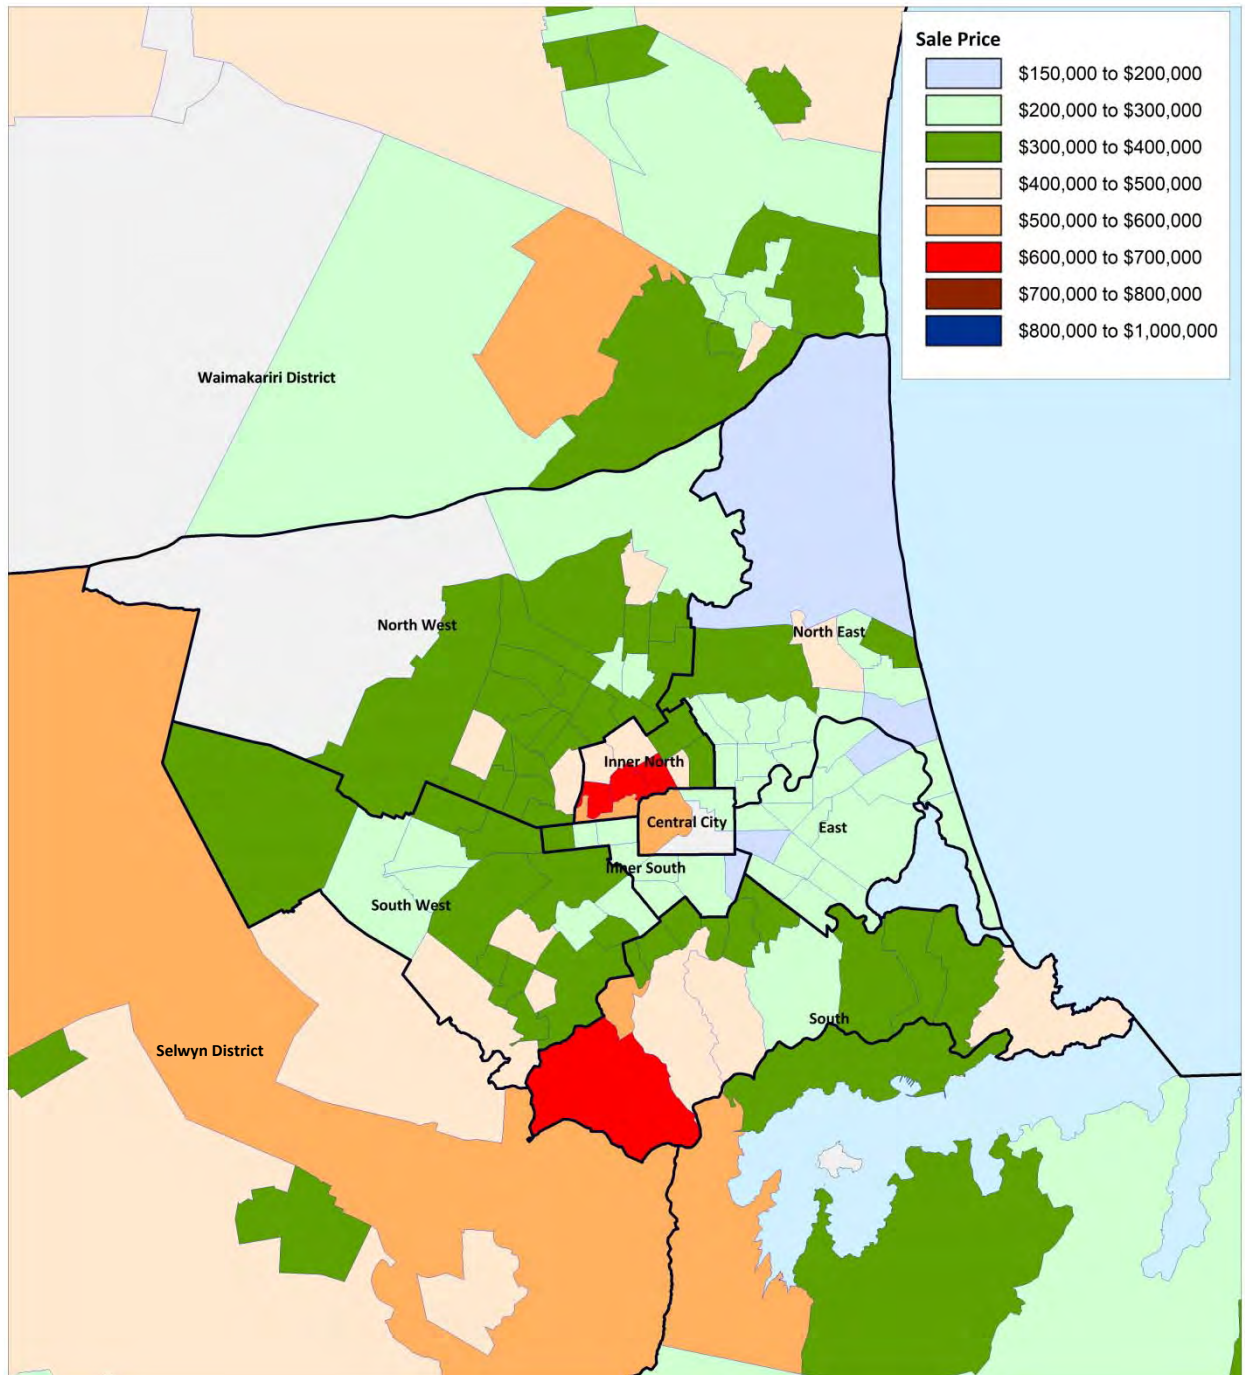 Sale Price
$150,000 to $200,000
$200,000 to $300,000
$300,000 to $400,000
$400,000 to $500,000
$500,000 to $600,000
$600,000 to $700,000
$700,000 to $800,000
$800,000 to $1,000,000
Waimakariri District
North West
North East
Inner North
Central City
East
Inner South
South West
South
Selwyn District